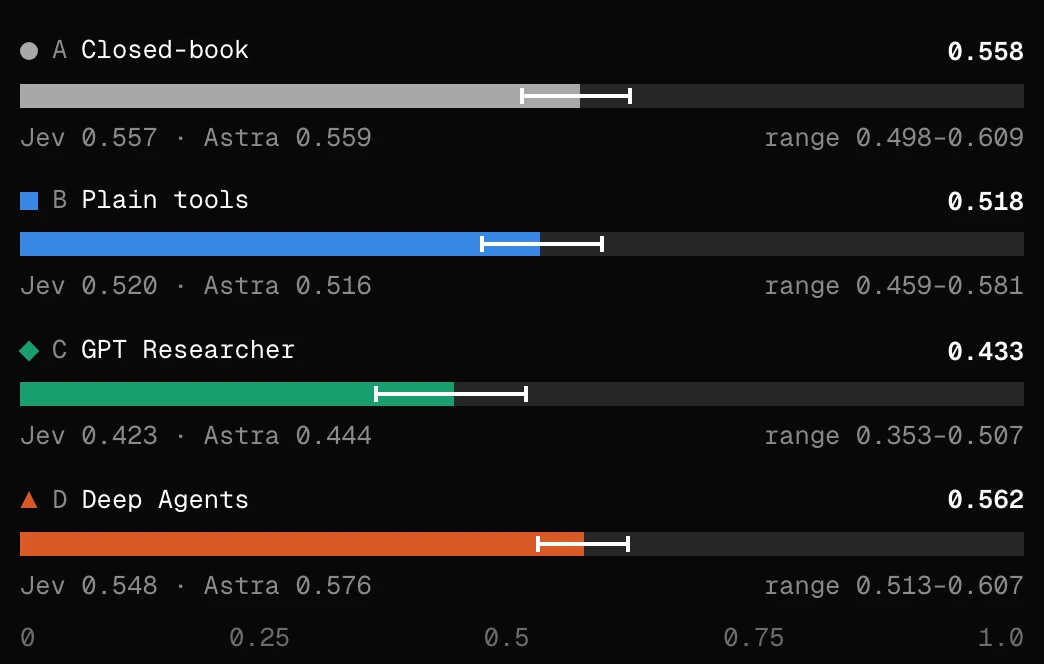 A Closed-book 0.558
Jev 0.557 · Astra 0.559 range 0.498–0.609
B Plain tools 0.518
Jev 0.520 · Astra 0.516 range 0.459–0.581
C GPT Researcher 0.433
Jev 0.423 · Astra 0.444 range 0.353–0.507
D Deep Agents 0.562
Jev 0.548 · Astra 0.576 range 0.513–0.607
0 0.25 0.5 0.75 1.0